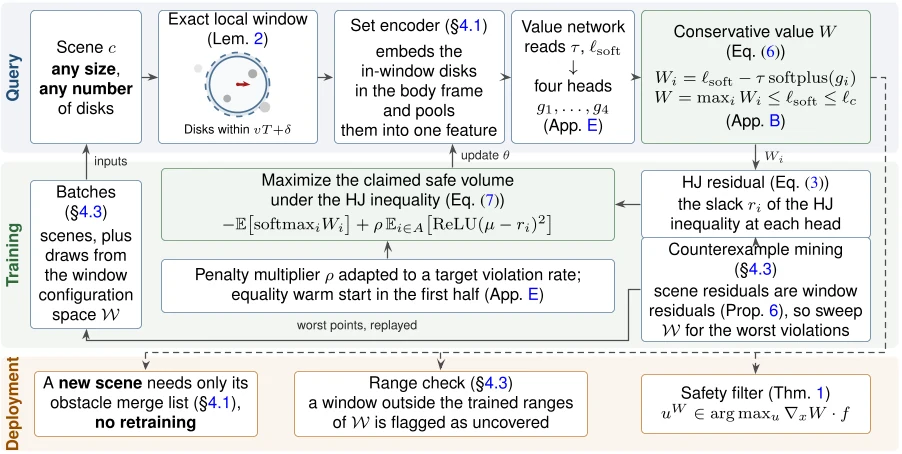 Query
Scene c
any size,
any number
of disks
Exact local window
(Lem. 2)
Disks within vT+δ
Set encoder (§4.1)
embeds the
in-window disks
in the body frame
and pools
them into one feature
Value network
reads τ, ℓ_soft
↓
four heads
g_1, . . . , g_4
(App. E)
Conservative value W
(Eq. (6))
W_i = ℓ_soft − τ softplus(g_i)
W = max_i W_i ≤ ℓ_soft ≤ ℓ_c
(App. B)
inputs
update θ
W_i
Training
Batches
(§4.3)
scenes, plus
draws from
the window
configuration
space 𝒲
Maximize the claimed safe volume
under the HJ inequality (Eq. (7))
−𝔼[softmax_i W_i] + ρ 𝔼_{i∈A}[ReLU(μ − r_i)^2]
Penalty multiplier ρ adapted to a target violation rate;
equality warm start in the first half (App. E)
HJ residual (Eq. (3))
the slack r_i of the HJ
inequality at each head
Counterexample mining
(§4.3)
scene residuals are window
residuals (Prop. 6), so sweep
𝒲 for the worst violations
worst points, replayed
Deployment
A new scene needs only its
obstacle merge list (§4.1),
no retraining
Range check (§4.3)
a window outside the trained ranges
of 𝒲 is flagged as uncovered
Safety filter (Thm. 1)
u^W ∈ arg max_u ∇_x W · f